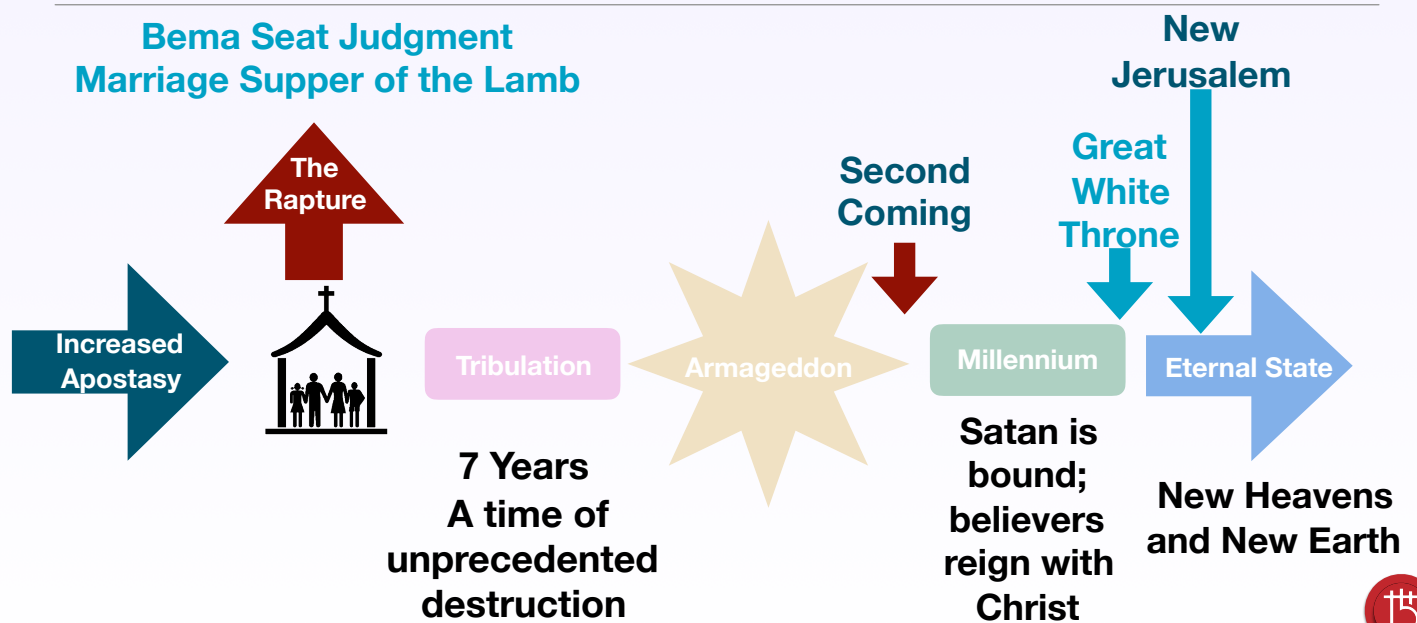 Bema Seat Judgment
Marriage Supper of the Lamb
The
Rapture
Increased
Apostasy
Tribulation
7 Years
A time of
unprecedented
destruction
Armageddon
Second
Coming
Millennium
Satan is
bound;
believers
reign with
Christ
Great
White
Throne
New
Jerusalem
Eternal State
New Heavens
and New Earth